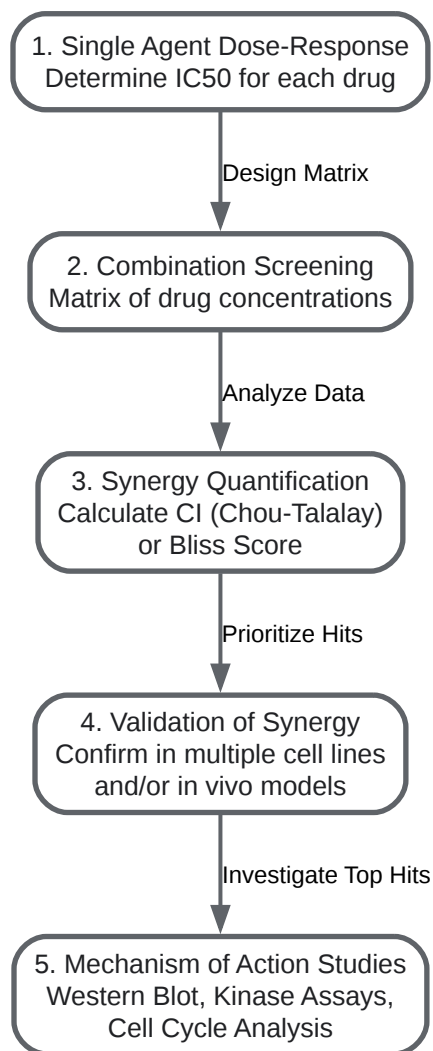 1. Single Agent Dose-Response
Determine IC50 for each drug
Design Matrix
2. Combination Screening
Matrix of drug concentrations
Analyze Data
3. Synergy Quantification
Calculate CI (Chou-Talalay)
or Bliss Score
Prioritize Hits
4. Validation of Synergy
Confirm in multiple cell lines
and/or in vivo models
Investigate Top Hits
5. Mechanism of Action Studies
Western Blot, Kinase Assays,
Cell Cycle Analysis